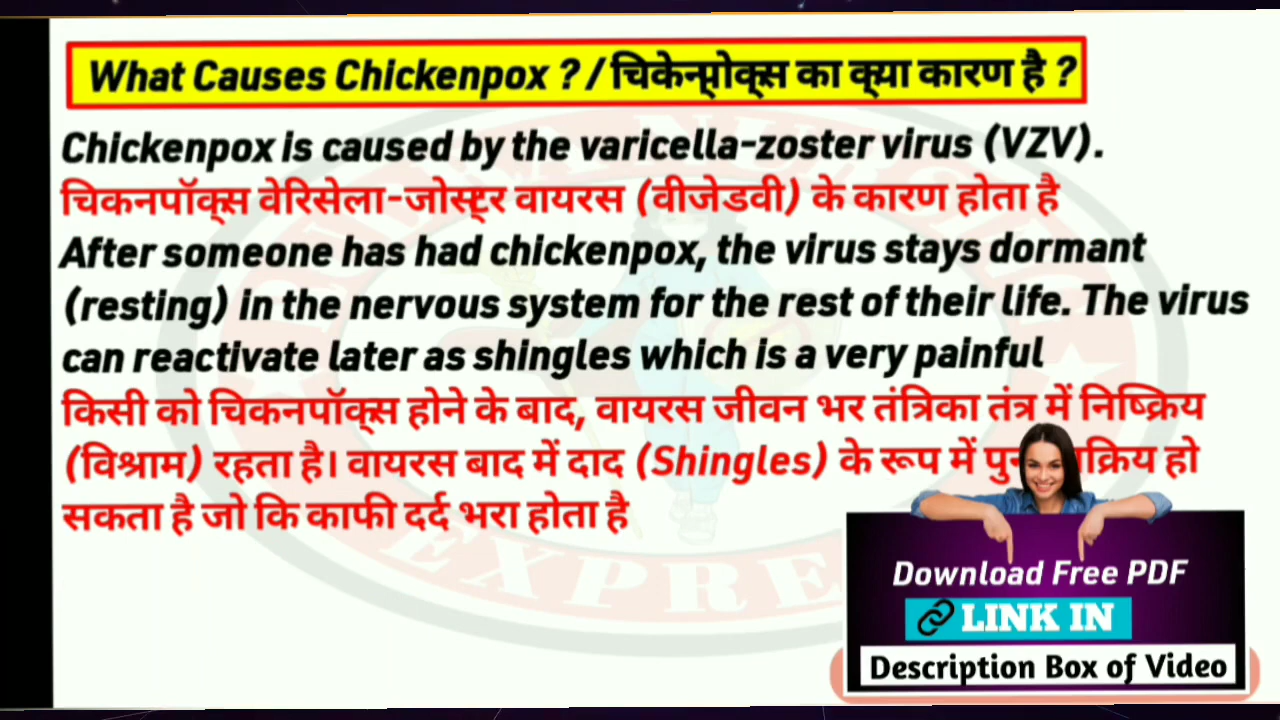 What Causes Chickenpox ? / चिकेन्पोक्स का क्या कारण है ?
Chickenpox is caused by the varicella-zoster virus (VZV).
चिकनपॉक्स वेरिसेला-जोस्टर वायरस (वीजेडवी) के कारण होता है
After someone has had chickenpox, the virus stays dormant
(resting) in the nervous system for the rest of their life. The virus
can reactivate later as shingles which is a very painful
किसी को चिकनपॉक्स होने के बाद, वायरस जीवन भर तंत्रिका तंत्र में निष्क्रिय
(विश्राम) रहता है। वायरस बाद में दाद (Shingles) के रूप में हो
सकता है जो कि काफी दर्द भरा होता है
Download Free PDF
LINK IN
Description Box of Video